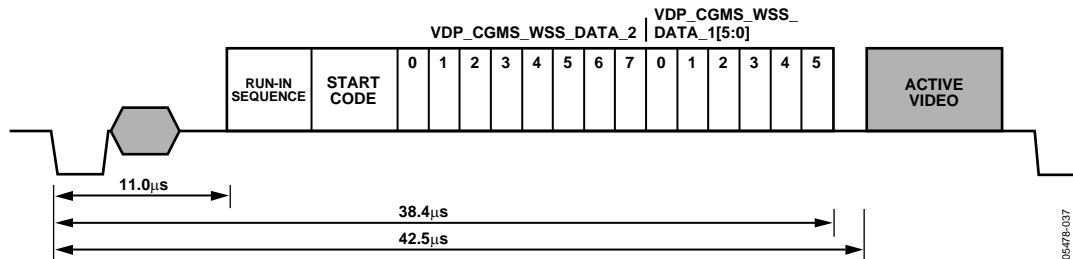 VDP_CGMS_WSS_
VDP_CGMS_WSS_DATA_2 DATA_1[5:0]
RUN-IN
SEQUENCE
START
CODE
0 1 2 3 4 5 6 7 0 1 2 3 4 5
ACTIVE
VIDEO
11.0μs
38.4μs
42.5μs
05478-037